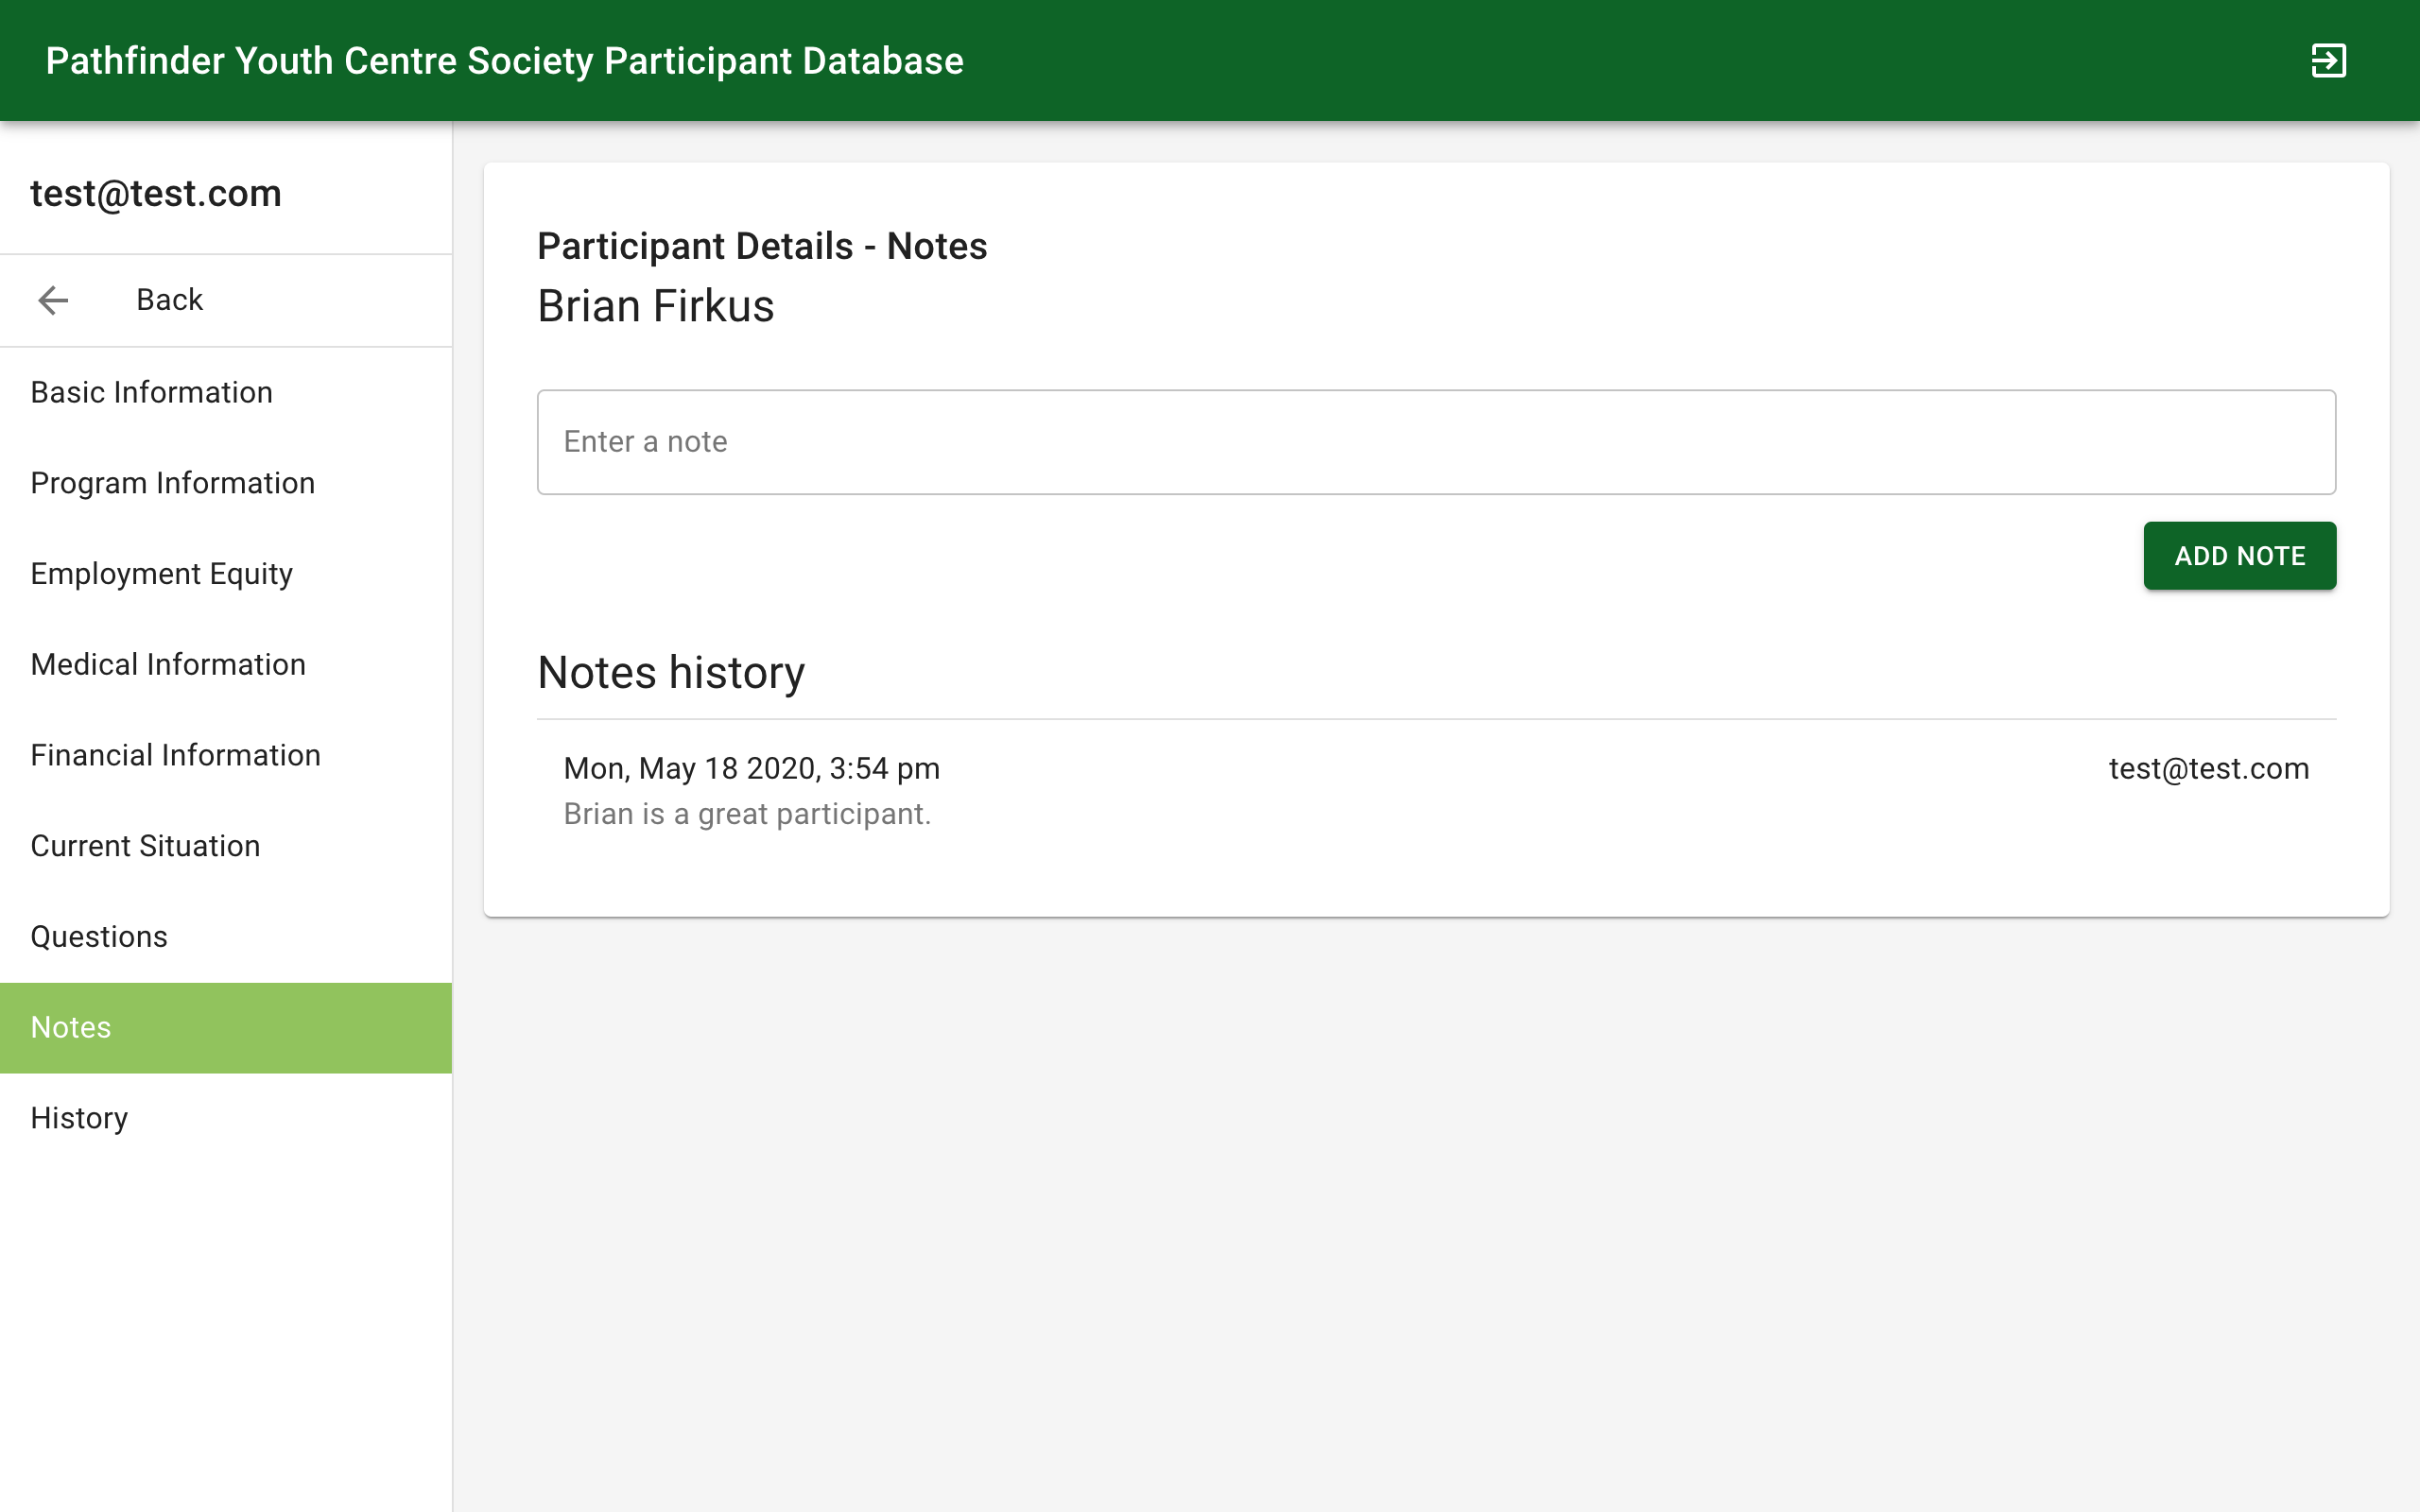 Pathfinder Youth Centre Society Participant Database
test@test.com
Back
Basic Information
Program Information
Employment Equity
Medical Information
Financial Information
Current Situation
Questions
Notes
History
Participant Details - Notes
Brian Firkus
Enter a note
ADD NOTE
Notes history
Mon, May 18 2020, 3:54 pm test@test.com
Brian is a great participant.